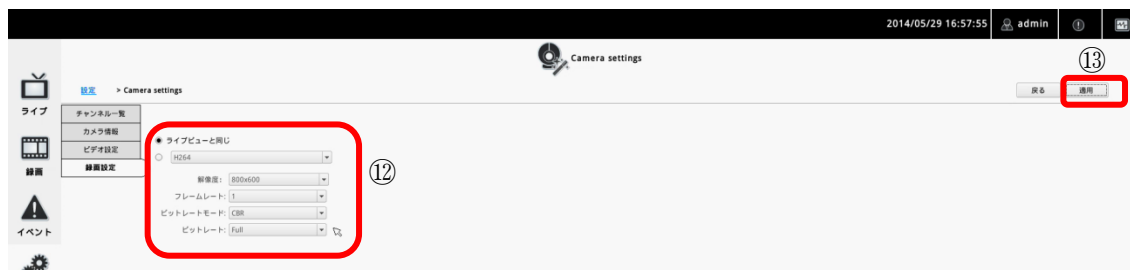 2014/05/29 16:57:55 admin
Camera settings
⑬
設定 > Camera settings
戻る 適用
ライブ
録画
イベント
チャンネル一覧
カメラ情報
ビデオ設定
録画設定
ライブビューと同じ
H264
解像度: 800x600
フレームレート: 1
ビットレートモード: CBR
ビットレート: Full
⑫